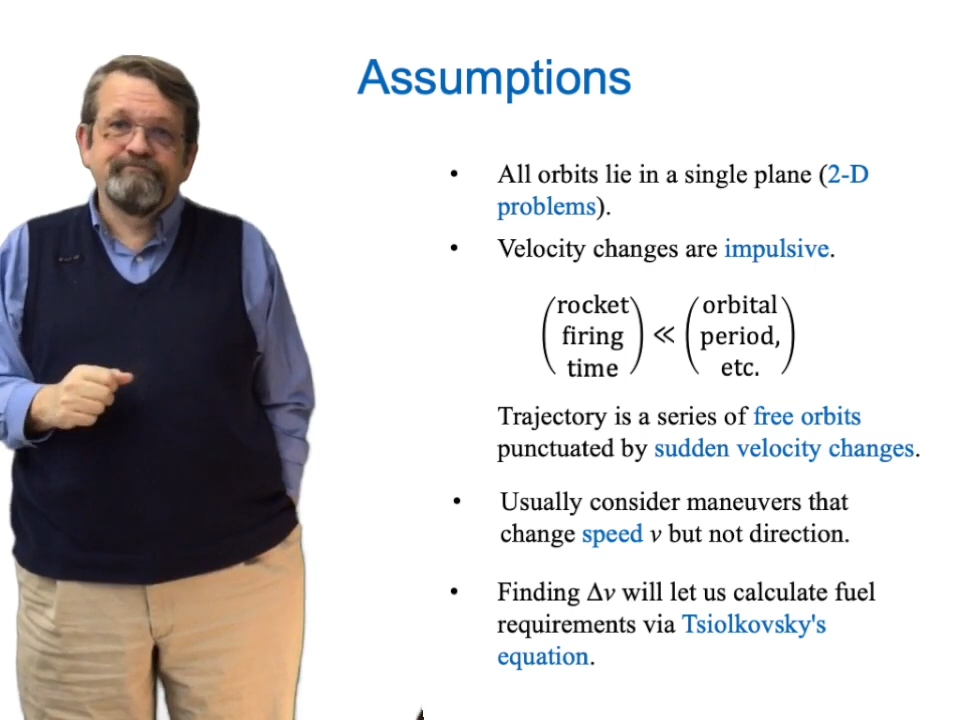 Assumptions
• All orbits lie in a single plane (2-D
problems).
• Velocity changes are impulsive.
(rocket firing time) ≪ (orbital period, etc.)
Trajectory is a series of free orbits
punctuated by sudden velocity changes.
• Usually consider maneuvers that
change speed v but not direction.
• Finding Δv will let us calculate fuel
requirements via Tsiolkovsky's
equation.